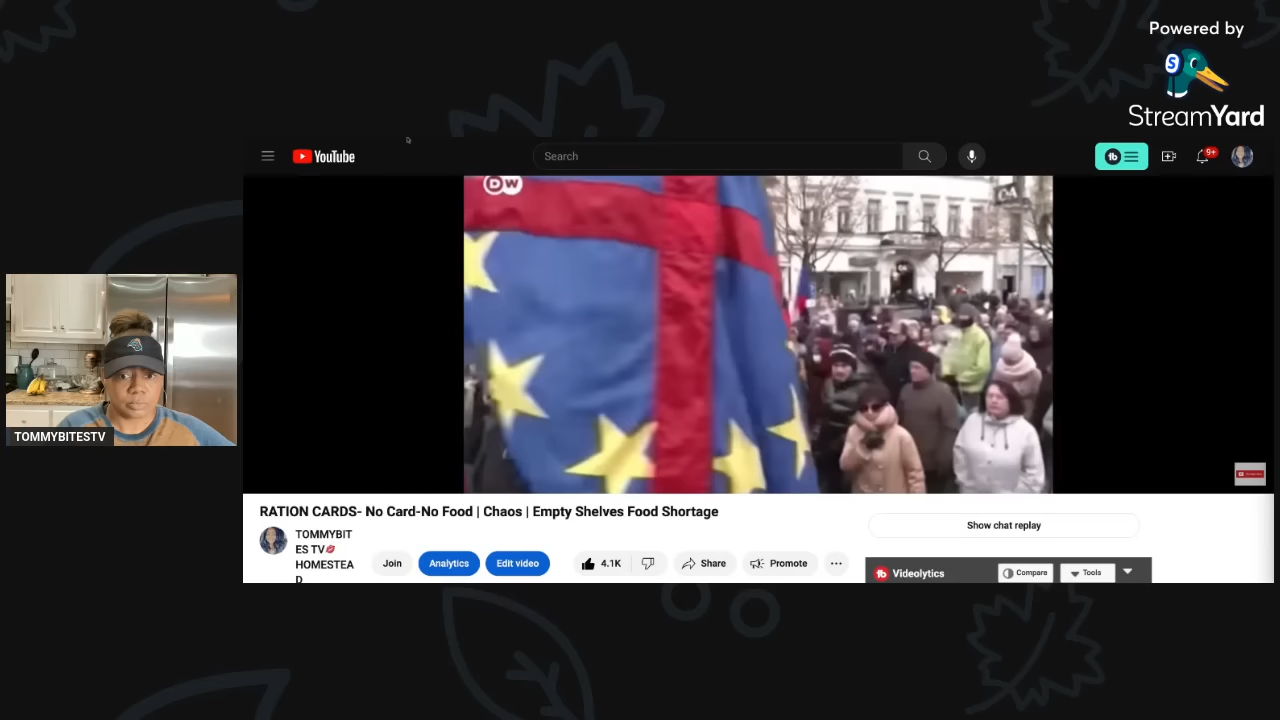 Powered by
StreamYard
YouTube
Search
9+
DW
TOMMYBITESTV
RATION CARDS- No Card-No Food | Chaos | Empty Shelves Food Shortage
TOMMYBIT
ES TV💋
HOMESTEA
D
Join
Analytics
Edit video
4.1K
Share
Promote
Show chat replay
Videolytics
Compare
Tools